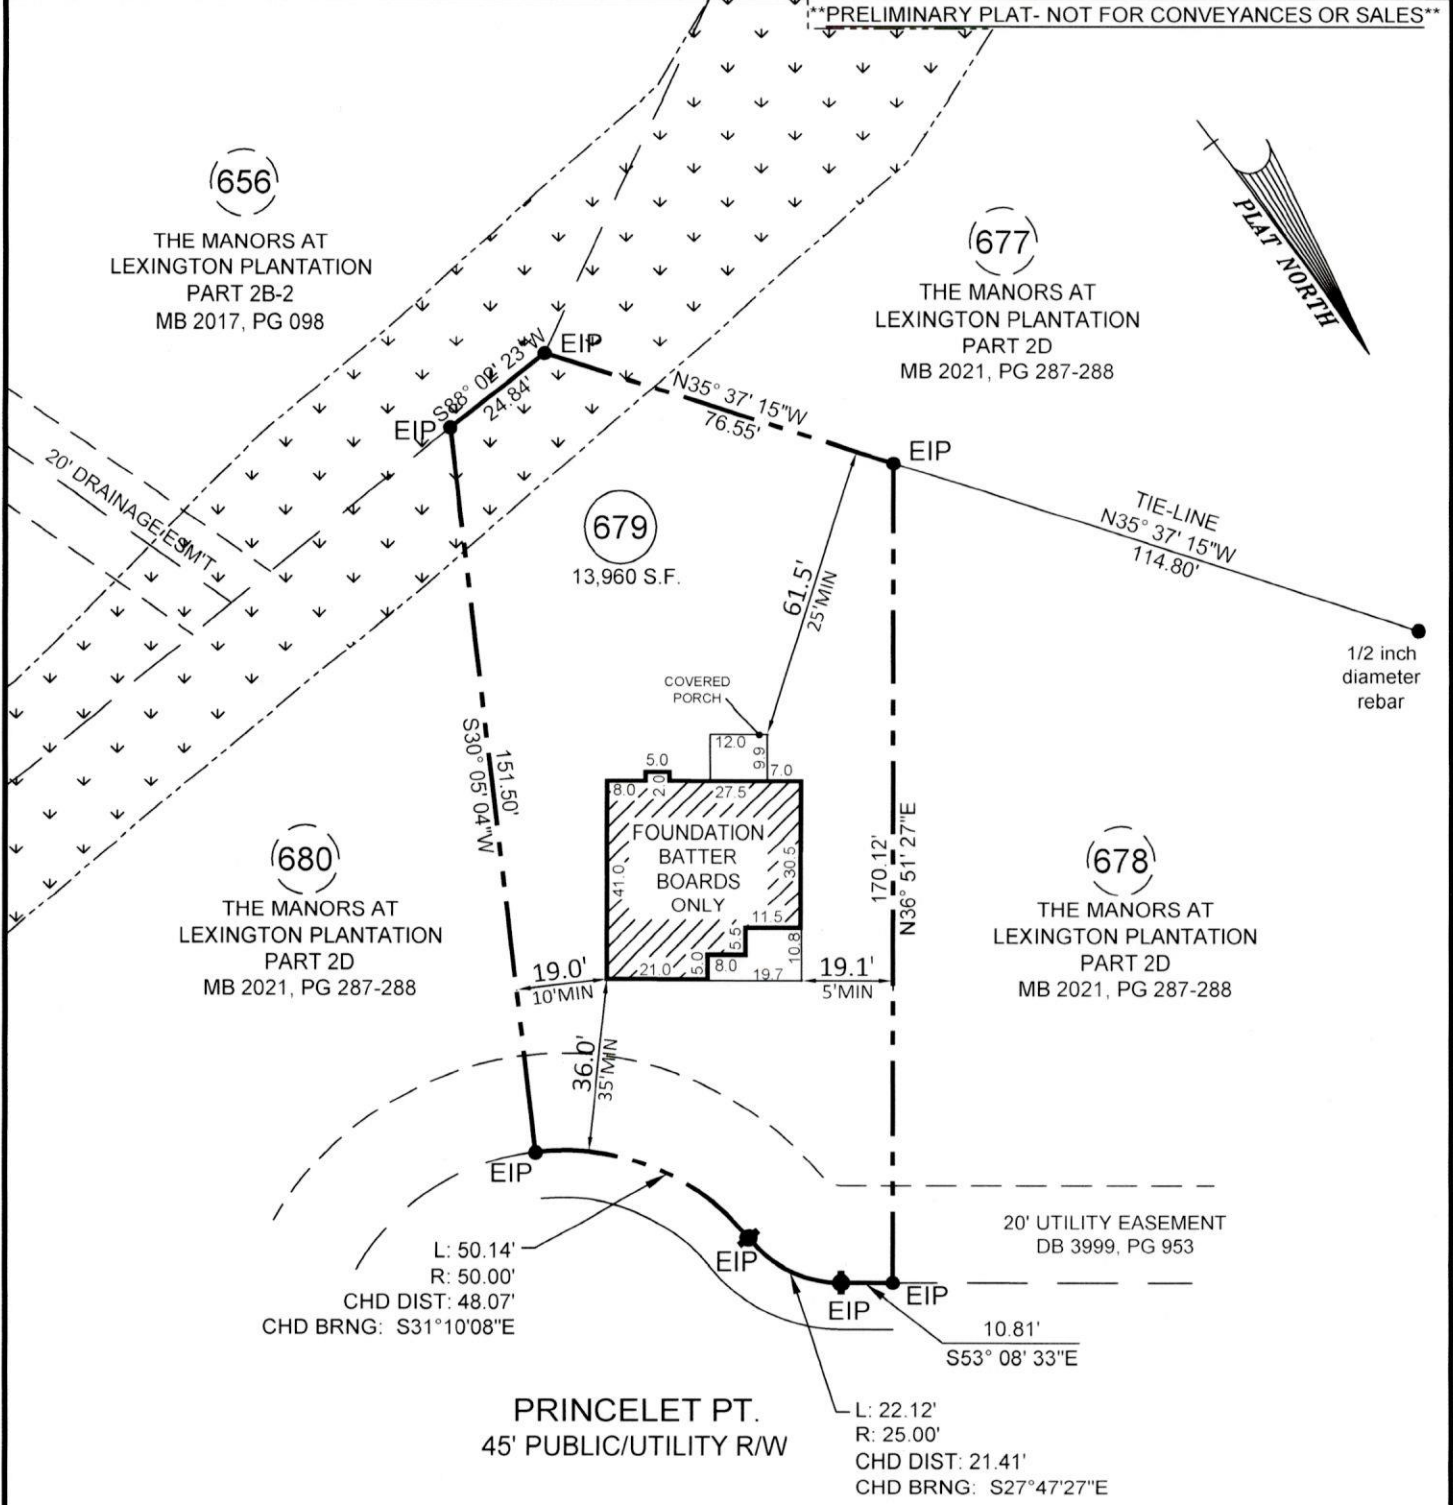 **PRELIMINARY PLAT- NOT FOR CONVEYANCES OR SALES**
656
THE MANORS AT
LEXINGTON PLANTATION
PART 2B-2
MB 2017, PG 098
677
THE MANORS AT
LEXINGTON PLANTATION
PART 2D
MB 2021, PG 287-288
PLAT NORTH
EIP
S88° 02' 23"W
24.84'
EIP
N35° 37' 15"W
76.55'
EIP
TIE-LINE
N35° 37' 15"W
114.80'
1/2 inch
diameter
rebar
20' DRAINAGE ESM'T
679
13,960 S.F.
61.5'
25'MIN
COVERED
PORCH
12.0
9.9
7.0
5.0
8.0
2.0
27.5
151.50'
S30° 05' 04"W
FOUNDATION
BATTER
BOARDS
ONLY
41.0
30.5
11.5
5.5
10.8
21.0
5.0
8.0
19.7
170.12'
N36° 51' 27"E
680
THE MANORS AT
LEXINGTON PLANTATION
PART 2D
MB 2021, PG 287-288
678
THE MANORS AT
LEXINGTON PLANTATION
PART 2D
MB 2021, PG 287-288
19.0'
10'MIN
19.1'
5'MIN
36.0'
35'MIN
EIP
EIP
EIP
EIP
20' UTILITY EASEMENT
DB 3999, PG 953
L: 50.14'
R: 50.00'
CHD DIST: 48.07'
CHD BRNG: S31°10'08"E
10.81'
S53° 08' 33"E
L: 22.12'
R: 25.00'
CHD DIST: 21.41'
CHD BRNG: S27°47'27"E
PRINCELET PT.
45' PUBLIC/UTILITY R/W